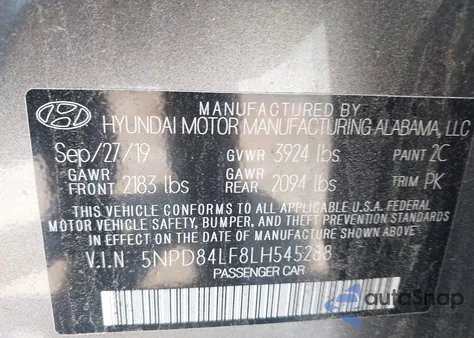 MANUFACTURED BY
HYUNDAI MOTOR MANUFACTURING ALABAMA, LLC
Sep/27/19 GVWR 3924 lbs PAINT 2C
GAWR FRONT 2183 lbs GAWR REAR 2094 lbs TRIM PK
THIS VEHICLE CONFORMS TO ALL APPLICABLE U.S.A. FEDERAL
MOTOR VEHICLE SAFETY, BUMPER, AND THEFT PREVENTION
STANDARDS IN EFFECT ON THE DATE OF MANUFACTURE SHOWN ABOVE
V.I.N 5NPD84LF8LH545288
PASSENGER CAR
autoSnap